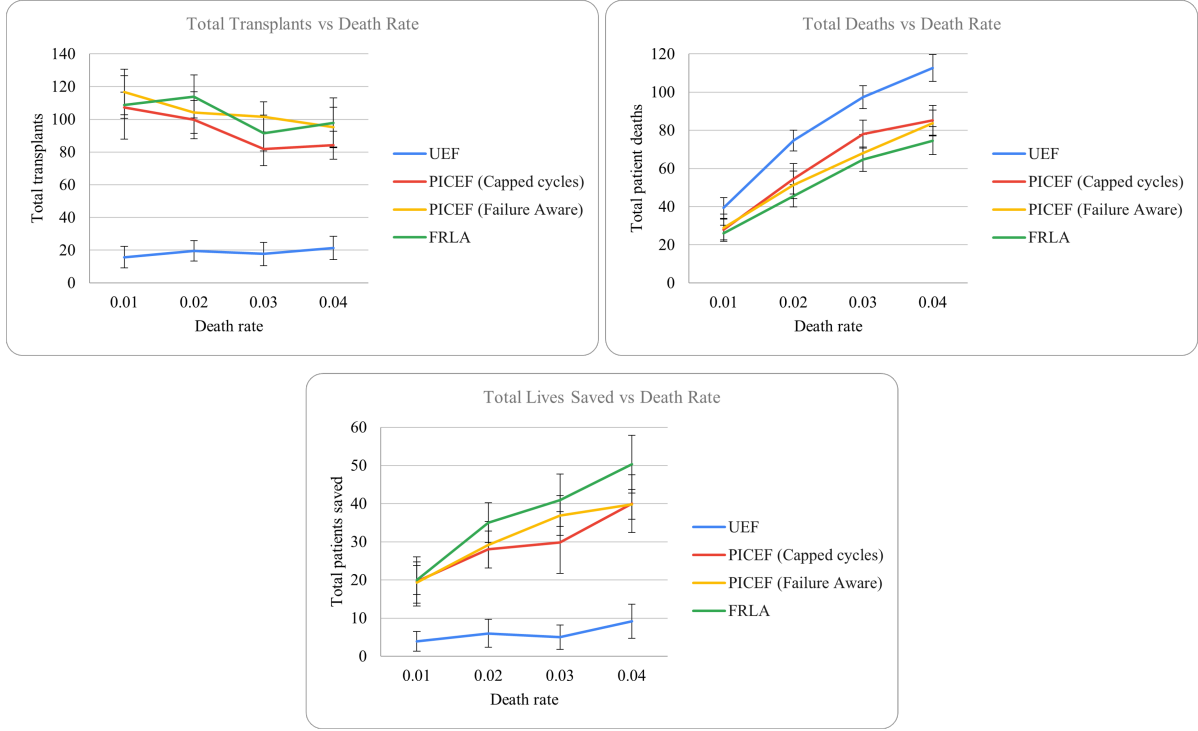 Total Transplants vs Death Rate
Total transplants
140
120
100
80
60
40
20
0
0.01 0.02 0.03 0.04
Death rate
UEF
PICEF (Capped cycles)
PICEF (Failure Aware)
FRLA
Total Deaths vs Death Rate
Total patient deaths
120
100
80
60
40
20
0
0.01 0.02 0.03 0.04
Death rate
UEF
PICEF (Capped cycles)
PICEF (Failure Aware)
FRLA
Total Lives Saved vs Death Rate
Total patients saved
60
50
40
30
20
10
0
0.01 0.02 0.03 0.04
Death rate
UEF
PICEF (Capped cycles)
PICEF (Failure Aware)
FRLA